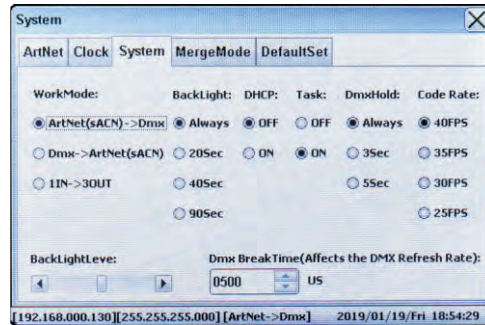 System
ArtNet Clock System MergeMode DefaultSet
WorkMode: BackLight: DHCP: Task: DmxHold: Code Rate:
ArtNet(sACN)->Dmx Always OFF OFF Always 40FPS
Dmx->ArtNet(sACN) 20Sec ON ON 3Sec 35FPS
1IN->3OUT 40Sec 5Sec 30FPS
90Sec 25FPS
BackLightLeve: Dmx BreakTime(Affects the DMX Refresh Rate):
0500 US
[192.168.000.130][255.255.255.000][ArtNet->Dmx] 2019/01/19/Fri 18:54:29